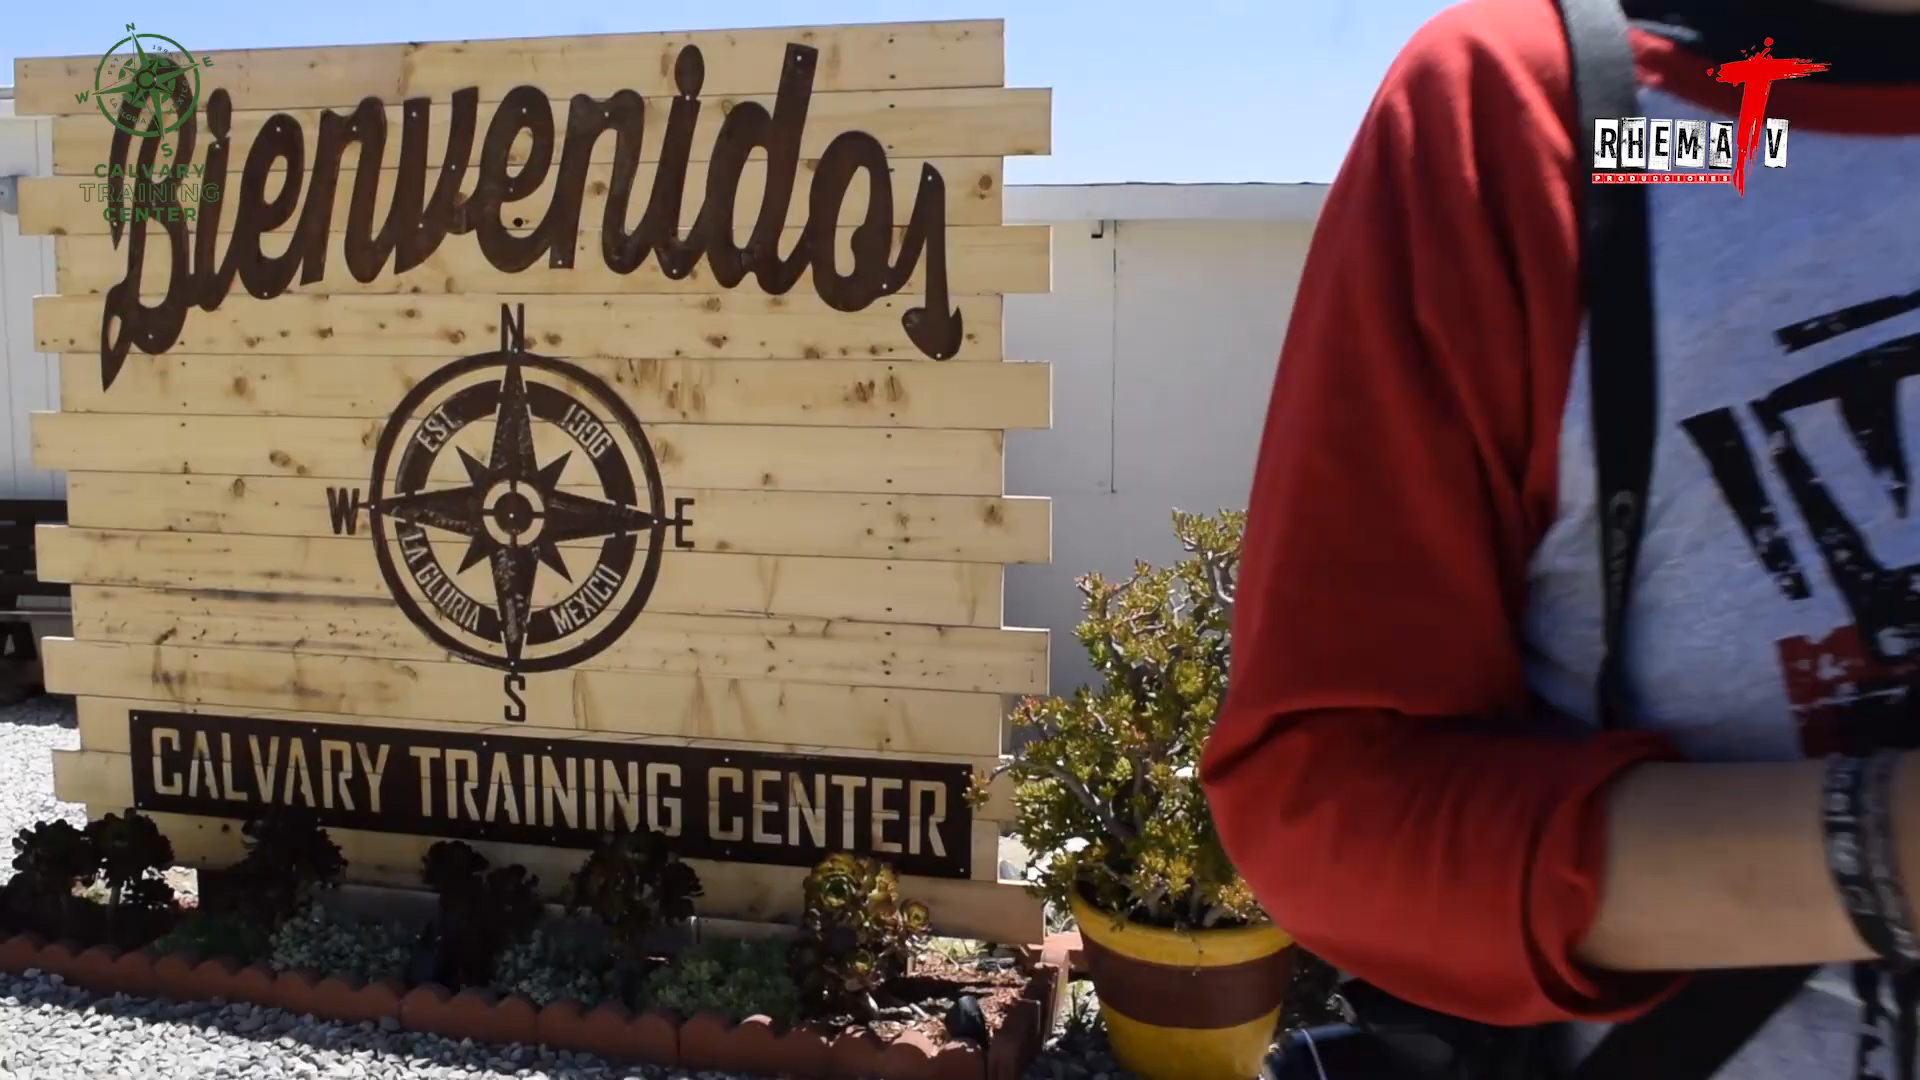 Bienvenidos
N
EST. 1996
W E
LA GLORIA MEXICO
S
CALVARY TRAINING CENTER
N
W E
S
CALVARY
TRAINING
CENTER
RHEMA TV
PRODUCCIONES